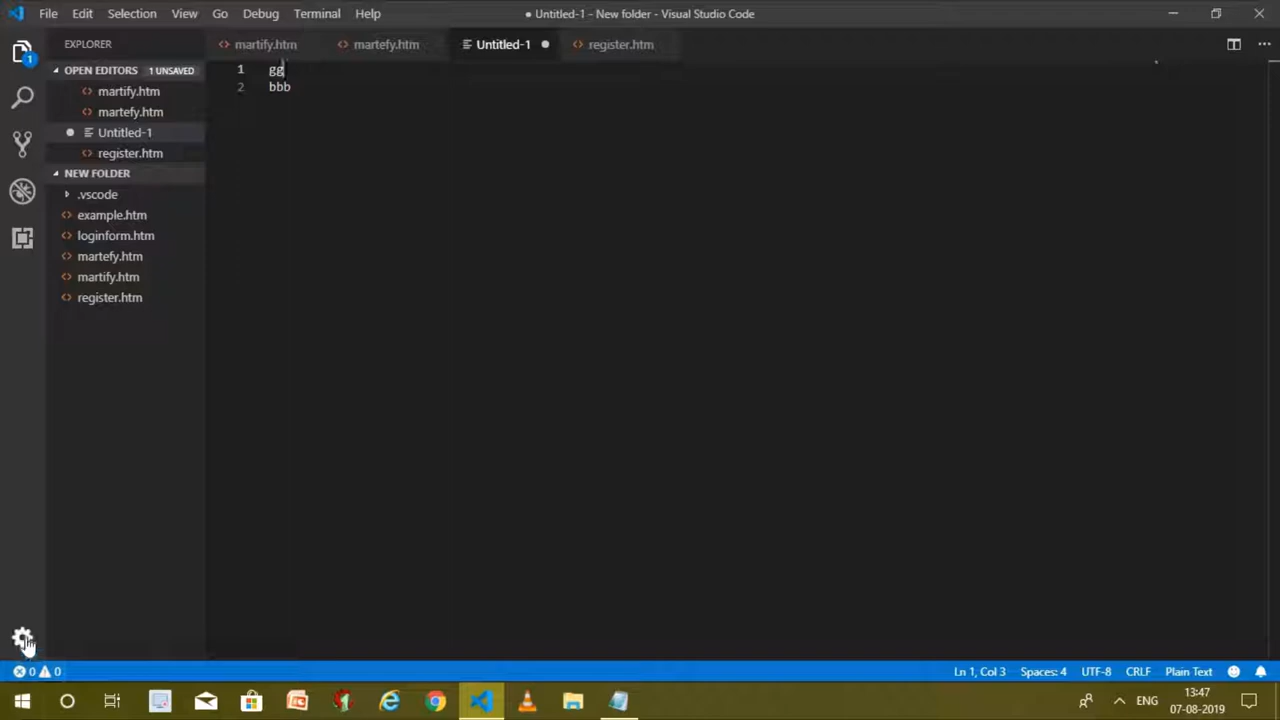 File Edit Selection View Go Debug Terminal Help
● Untitled-1 - New folder - Visual Studio Code
EXPLORER
martify.htm martefy.htm Untitled-1 register.htm
OPEN EDITORS 1 UNSAVED
martify.htm
martefy.htm
Untitled-1
register.htm
NEW FOLDER
.vscode
example.htm
loginform.htm
martefy.htm
martify.htm
register.htm
1
1 gg
2 bbb
0 0
Ln 1, Col 3 Spaces: 4 UTF-8 CRLF Plain Text
ENG
13:47
07-08-2019